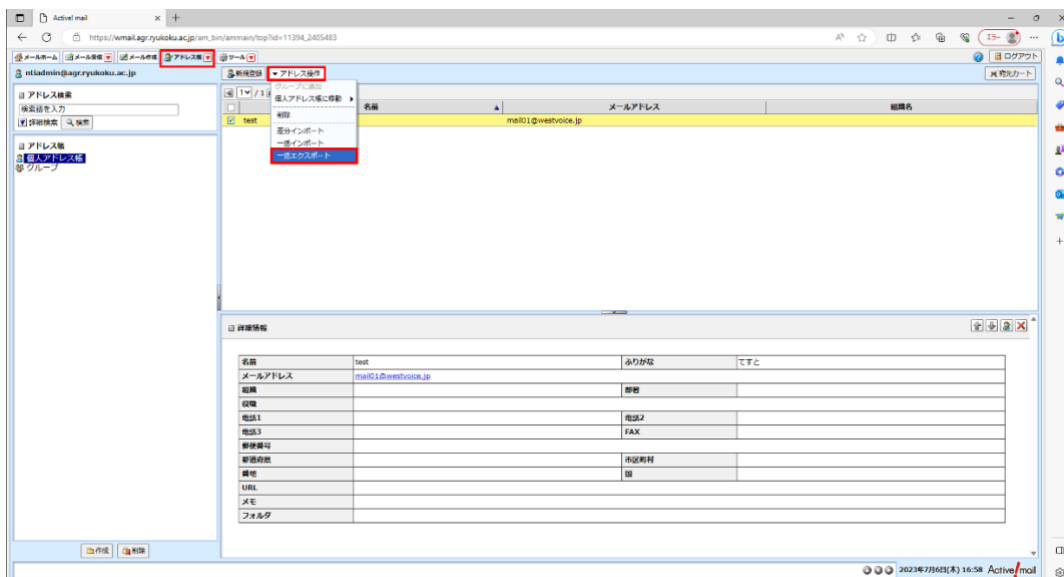 Active! mail
https://wmail.agr.ryukoku.ac.jp/am_bin/ammain/top?id=11394_2405483
メールホーム メール受信 メール作成 アドレス帳 ツール ログアウト
ntiadmin@agr.ryukoku.ac.jp 新規登録 アドレス操作 宛先カート
アドレス検索
検索語を入力
詳細検索 検索
アドレス帳
個人アドレス帳
グループ
1 / 1
名前 メールアドレス 組織名
test mail01@westvoice.jp
グループに追加
個人アドレス帳に移動
削除
差分インポート
一括インポート
一括エクスポート
詳細情報
名前 test ふりがな てすと
メールアドレス mail01@westvoice.jp
組織 部署
役職
電話1 電話2
電話3 FAX
郵便番号
都道府県 市区町村
番地 国
URL
メモ
フォルダ
作成 削除
2023年7月6日(木) 16:58 Active! mail